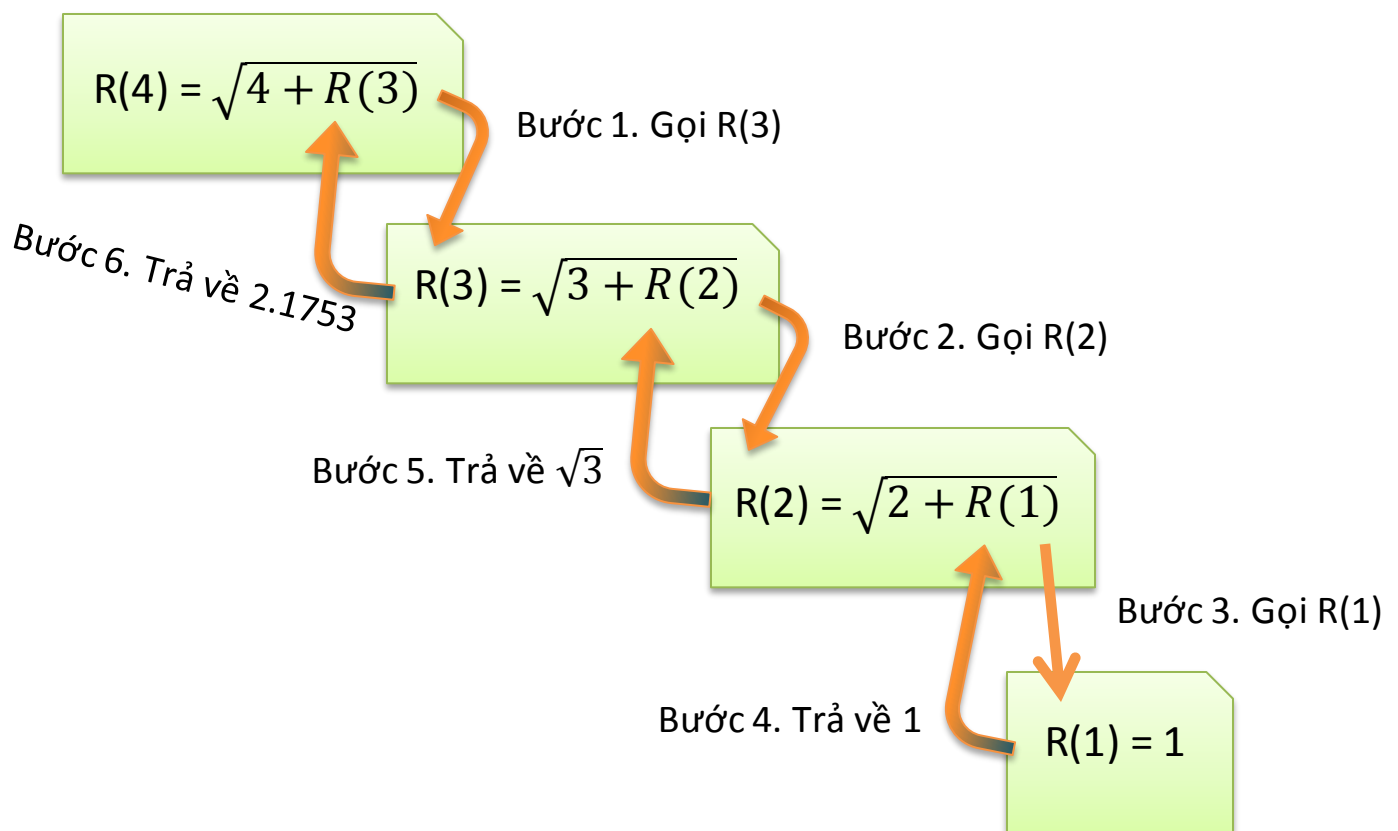 R(4) = √(4 + R(3))
Bước 1. Gọi R(3)
Bước 6. Trả về 2.1753
R(3) = √(3 + R(2))
Bước 2. Gọi R(2)
Bước 5. Trả về √3
R(2) = √(2 + R(1))
Bước 3. Gọi R(1)
Bước 4. Trả về 1
R(1) = 1